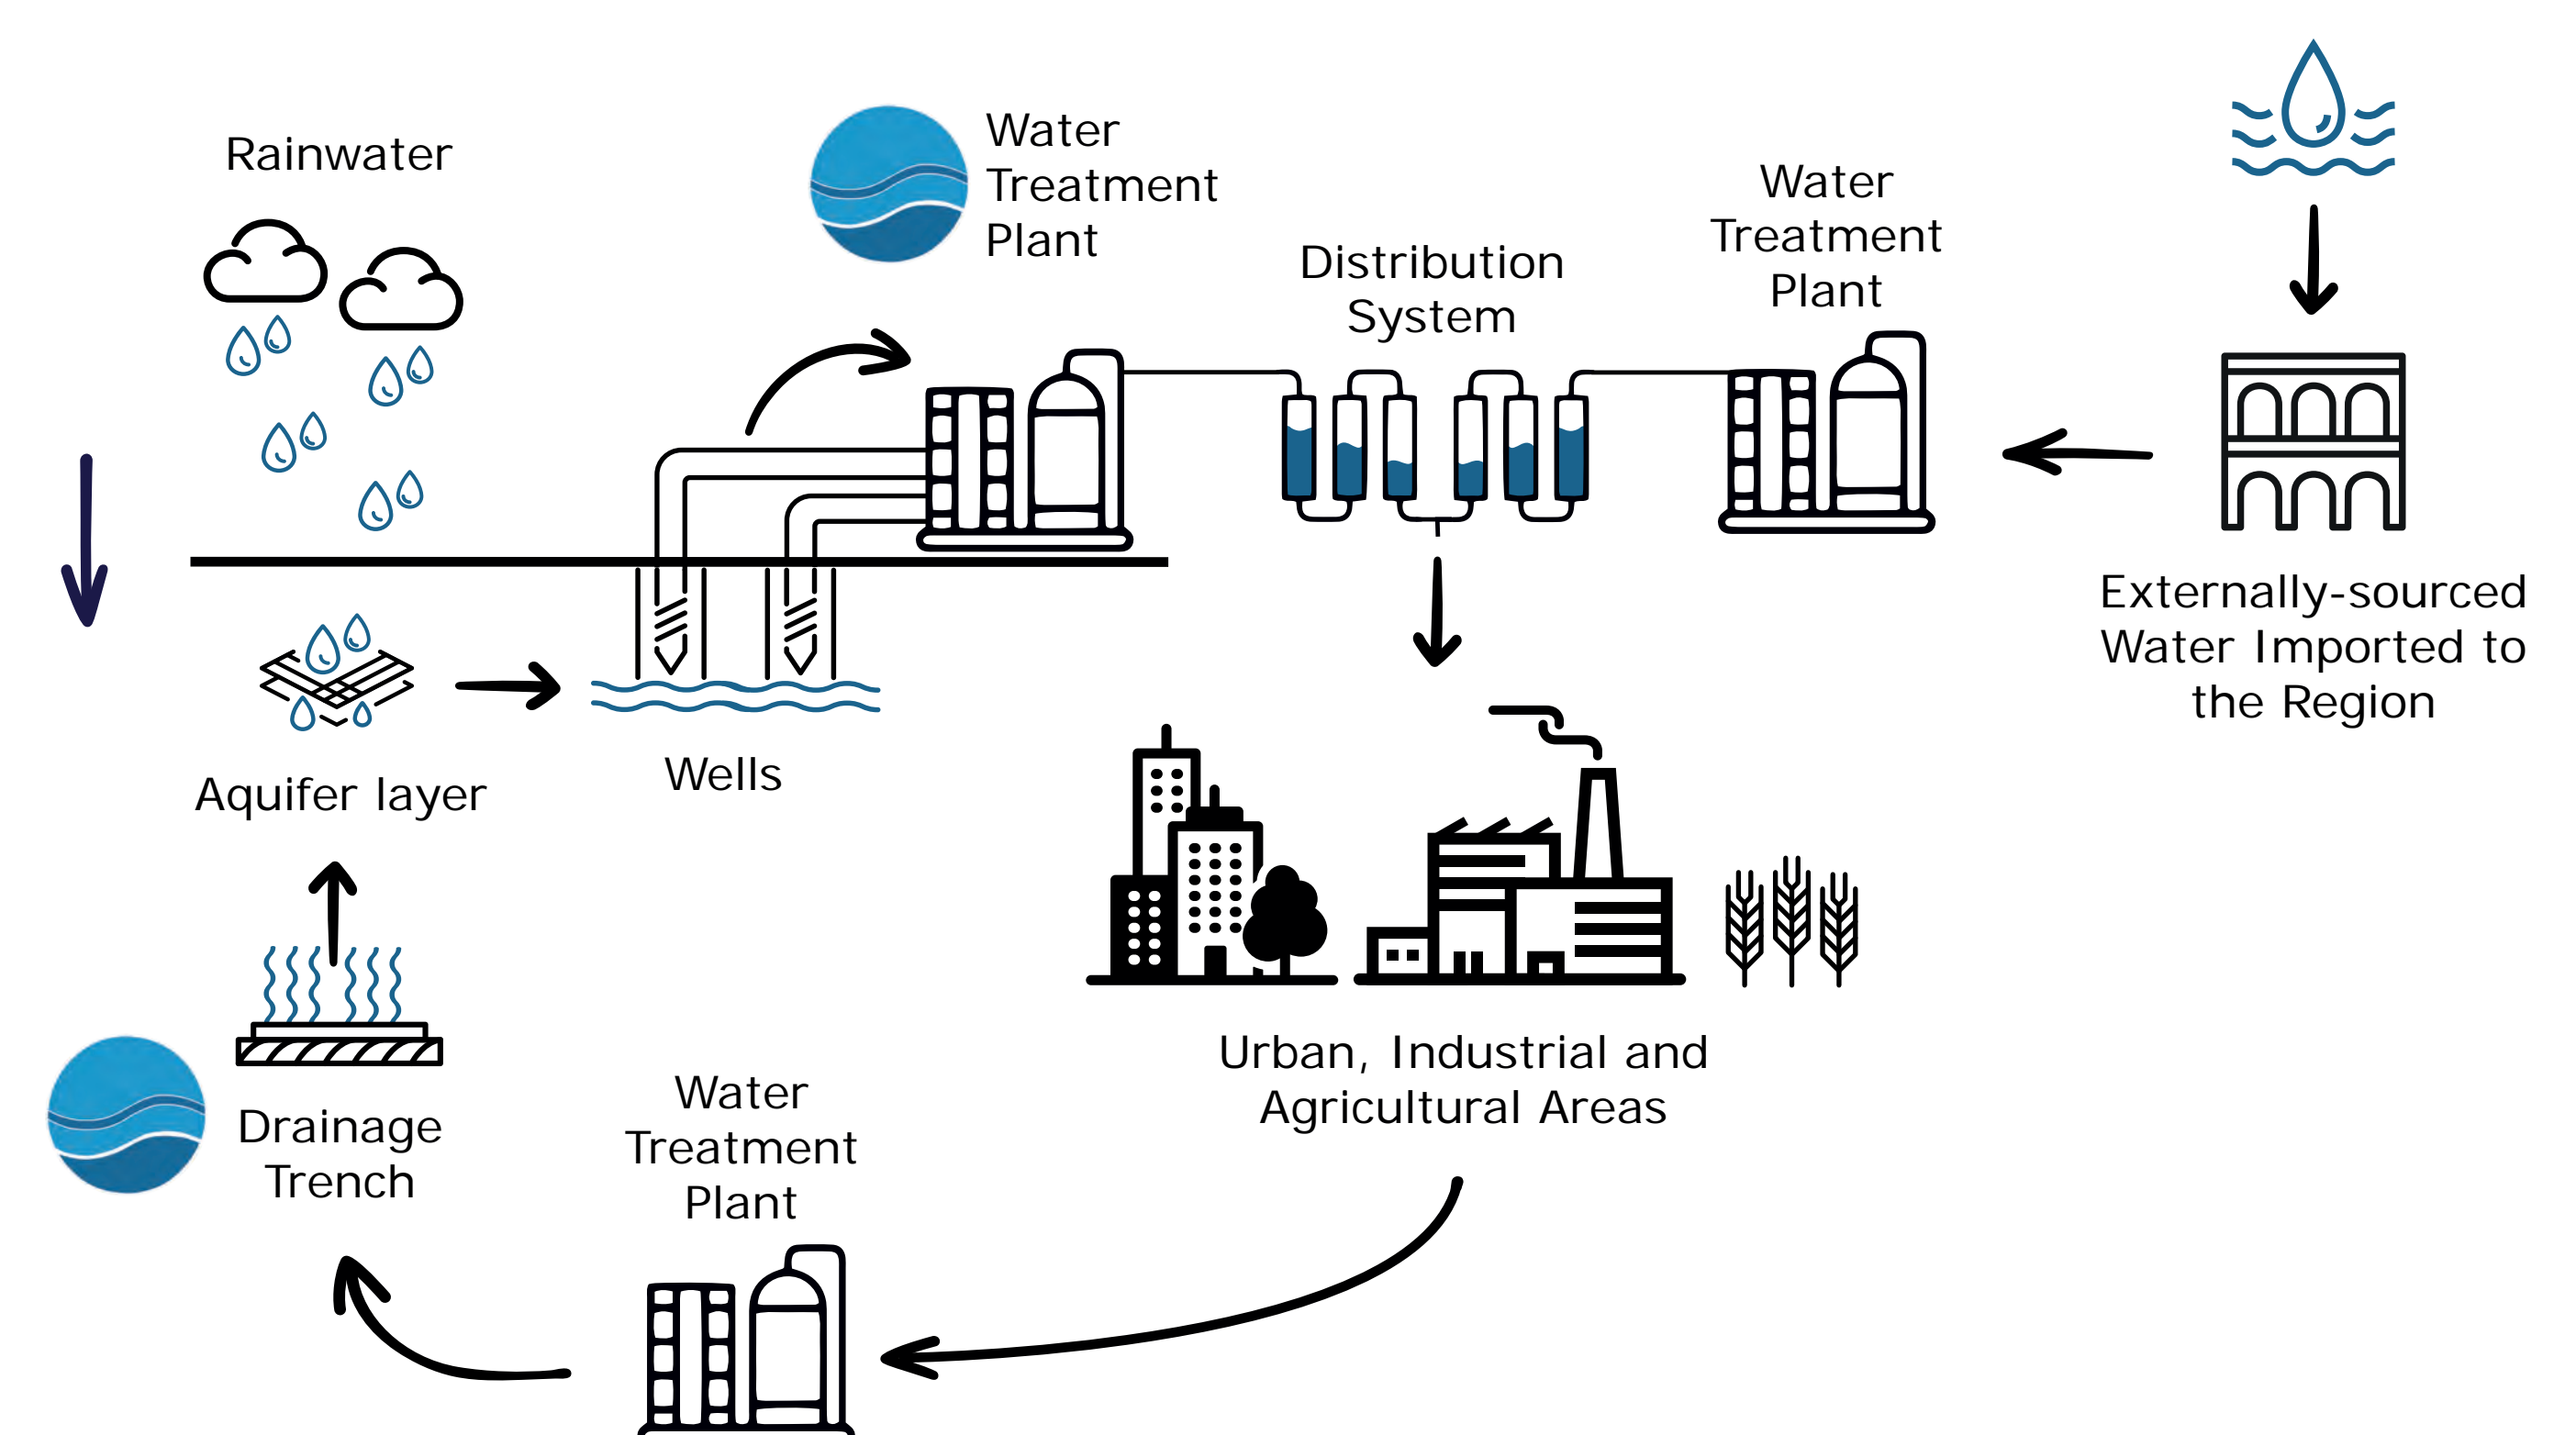 Rainwater
Water
Treatment
Plant
Distribution
System
Water
Treatment
Plant
Externally-sourced
Water Imported to
the Region
Aquifer layer
Wells
Urban, Industrial and
Agricultural Areas
Drainage
Trench
Water
Treatment
Plant